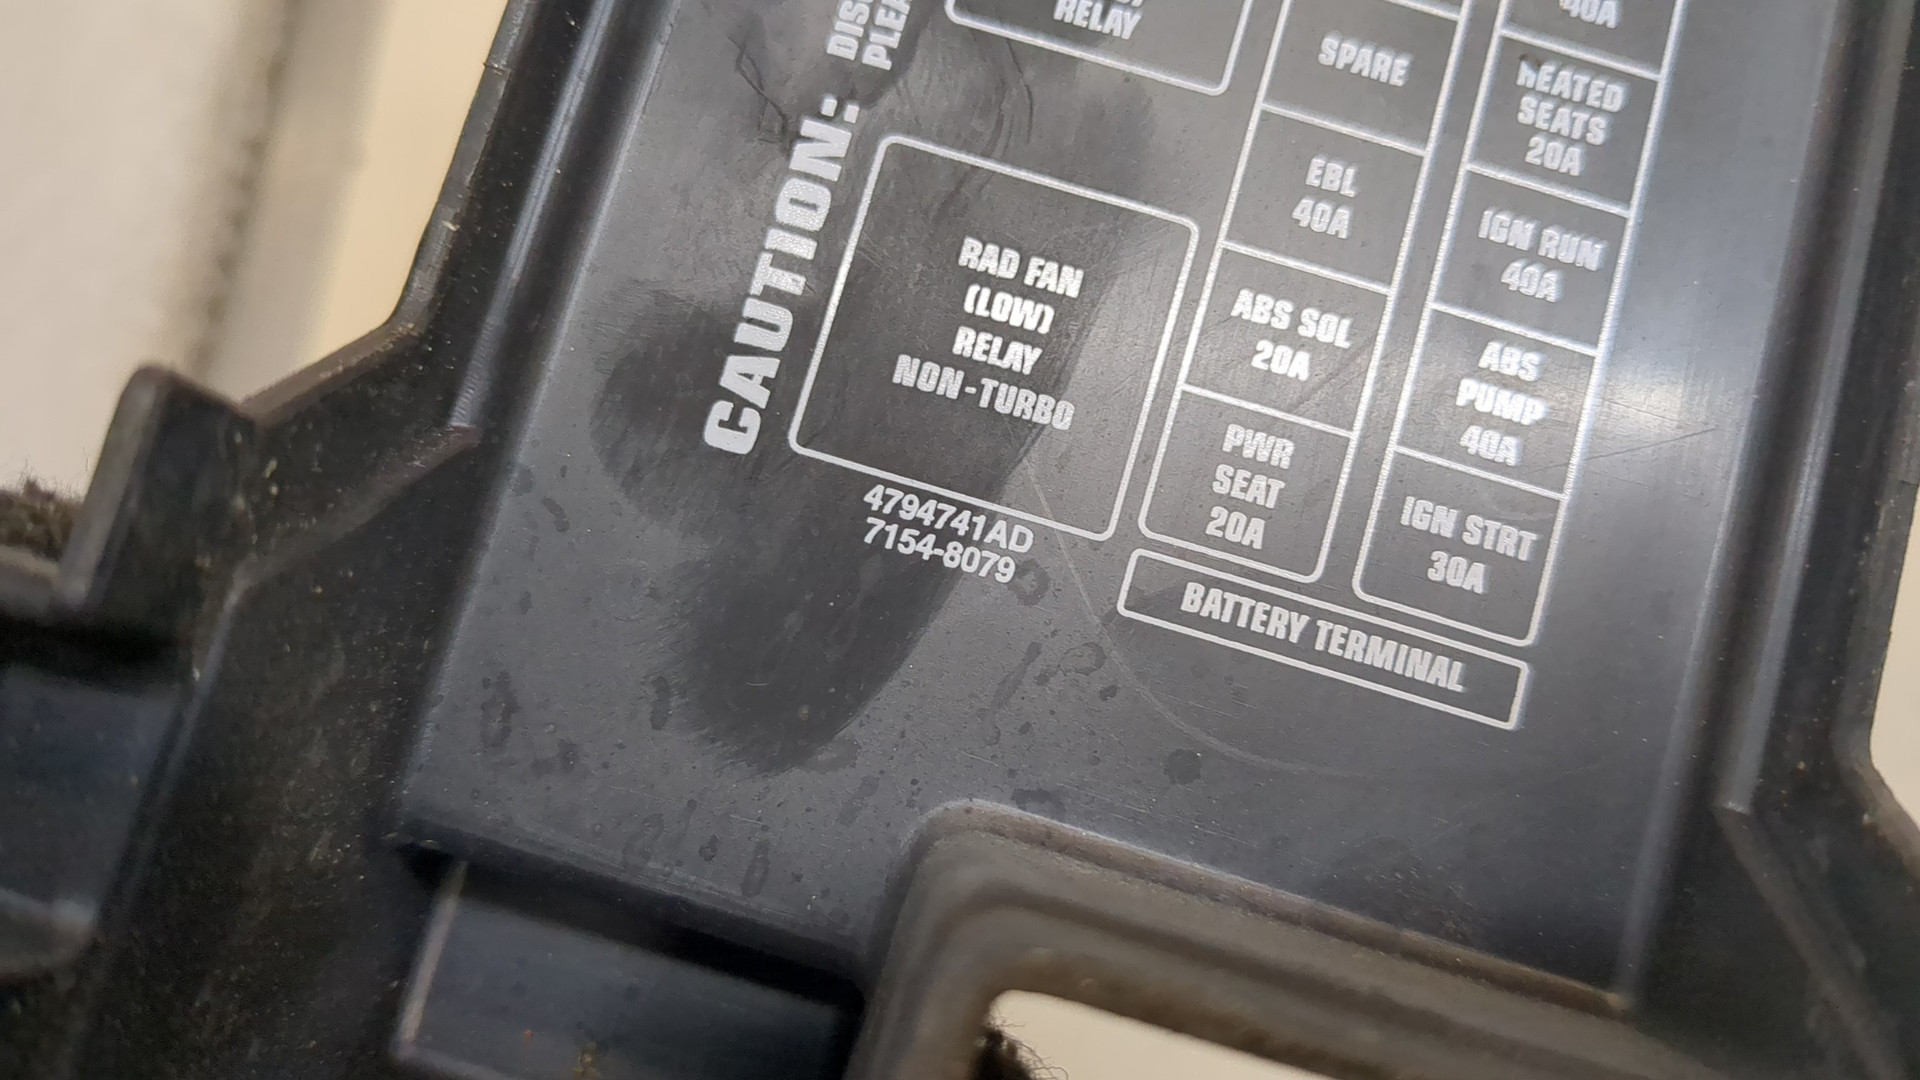 RELAY
CAUTION:
RAD FAN
(LOW)
RELAY
NON-TURBO
4794741AD
7154-8079
SPARE
EBL
40A
ABS SOL
20A
PWR
SEAT
20A
40A
HEATED
SEATS
20A
IGN RUN
40A
ABS
PUMP
40A
IGN STRT
30A
BATTERY TERMINAL